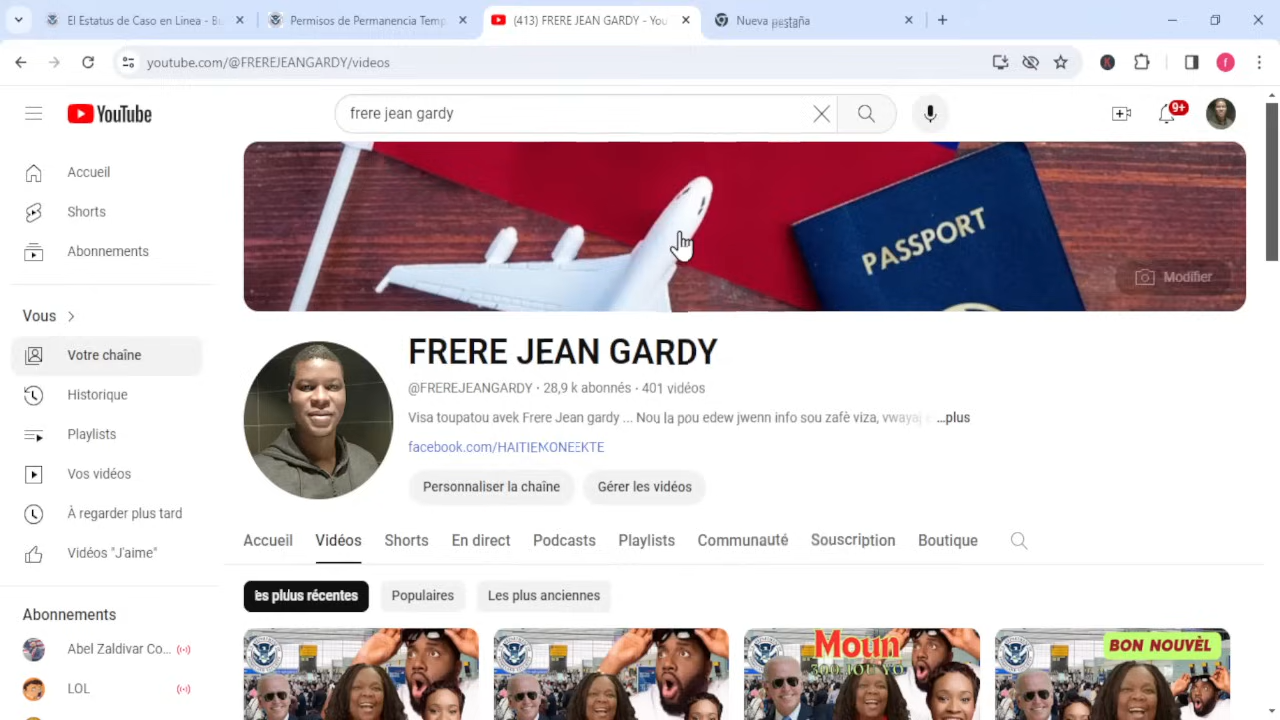 El Estatus de Caso en Linea - Bu
Permisos de Permanencia Temp
(413) FRERE JEAN GARDY - You
Nueva pestaña
youtube.com/@FREREJEANGARDY/videos
f
YouTube
frere jean gardy
9+
Accueil
Shorts
Abonnements
PASSPORT
Modifier
Vous
Votre chaîne
Historique
Playlists
Vos vidéos
À regarder plus tard
Vidéos "J'aime"
FRERE JEAN GARDY
@FREREJEANGARDY · 28,9 k abonnés · 401 vidéos
Visa toupatou avek Frere Jean gardy ... Nou la pou edew jwenn info sou zafè viza, vwayaj ...plus
facebook.com/HAITIEMONEEKTE
Personnaliser la chaîne
Gérer les vidéos
Accueil
Vidéos
Shorts
En direct
Podcasts
Playlists
Communauté
Souscription
Boutique
Les plus récentes
Populaires
Les plus anciennes
Abonnements
Abel Zaldivar Co...
LOL
Moun
BON NOUVÈL